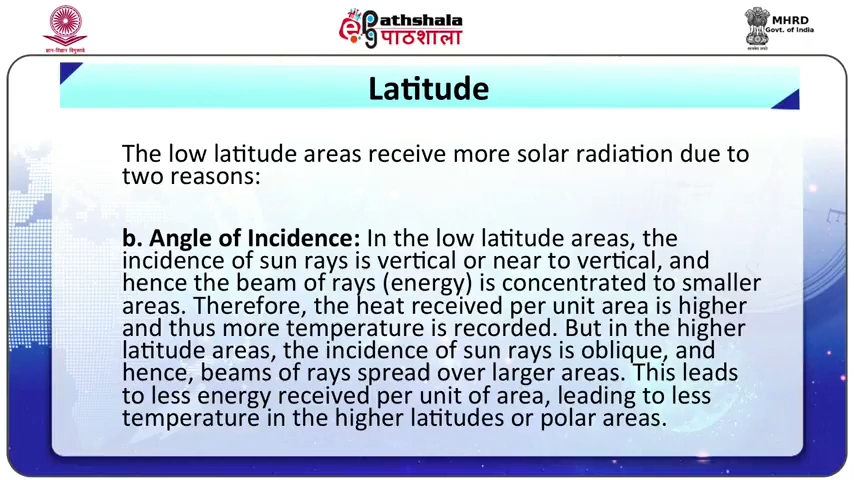 ज्ञान-विज्ञान विमुक्तये
ePathshala
पाठशाला
MHRD
Govt. of India
Latitude
The low latitude areas receive more solar radiation due to
two reasons:
b. Angle of Incidence: In the low latitude areas, the
incidence of sun rays is vertical or near to vertical, and
hence the beam of rays (energy) is concentrated to smaller
areas. Therefore, the heat received per unit area is higher
and thus more temperature is recorded. But in the higher
latitude areas, the incidence of sun rays is oblique, and
hence, beams of rays spread over larger areas. This leads
to less energy received per unit of area, leading to less
temperature in the higher latitudes or polar areas.